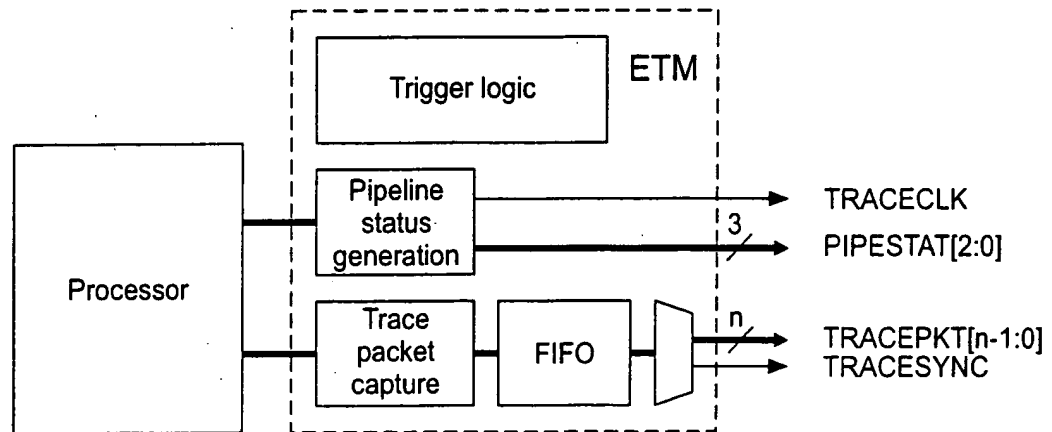 ETM
Trigger logic
Processor
Pipeline
status
generation
TRACECLK
3
PIPESTAT[2:0]
Trace
packet
capture
FIFO
n
TRACEPKT[n-1:0]
TRACESYNC